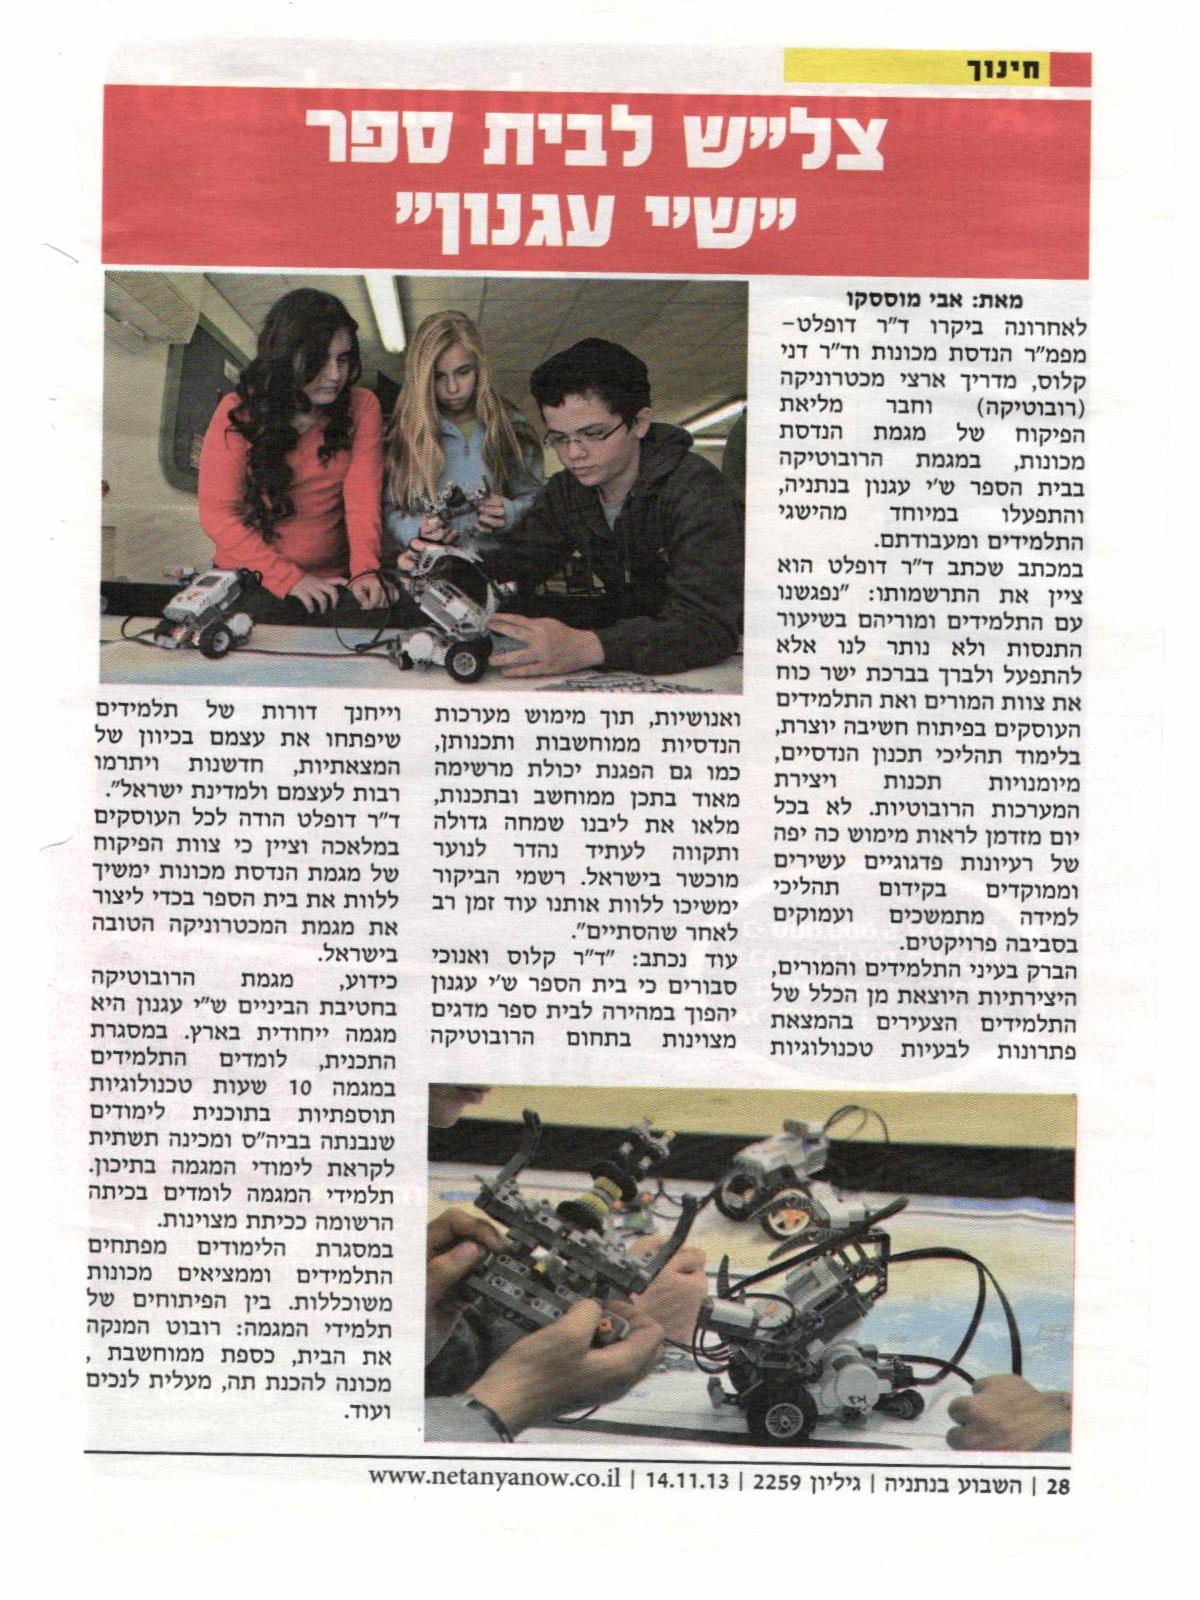 חינוך
צל״ש לבית ספר
״ש״י עגנון״
מאת: אבי מוססקו
לאחרונה ביקרו ד"ר דופלט-
מפמ"ר הנדסת מכונות וד"ר דני
קלוס, מדריך ארצי מכטרוניקה
(רובוטיקה) וחבר מליאת
הפיקוח של מגמת הנדסת
מכונות, במגמת הרובוטיקה
בבית הספר ש'י עגנון בנתניה,
והתפעלו במיוחד מהישגי
התלמידים ומעבודתם.
במכתב שכתב ד"ר דופלט הוא
ציין את התרשמותו: "נפגשנו
עם התלמידים ומוריהם בשיעור
התנסות ולא נותר לנו אלא
להתפעל ולברך בברכת ישר כוח
את צוות המורים ואת התלמידים
העוסקים בפיתוח חשיבה יוצרת,
בלימוד תהליכי תכנון הנדסיים,
מיומנויות תכנות ויצירת
המערכות הרובוטיות. לא בכל
יום מזדמן לראות מימוש כה יפה
של רעיונות פדגוגיים עשירים
וממוקדים בקידום תהליכי
למידה מתמשכים ועמוקים
בסביבה פרויקטים.
הברק בעיני התלמידים והמורים,
היצירתיות היוצאת מן הכלל של
התלמידים הצעירים בהמצאת
פתרונות לבעיות טכנולוגיות
ואנושיות, תוך מימוש מערכות
הנדסיות ממוחשבות ותכנותן,
כמו גם הפגנת יכולת מרשימה
מאוד בתכן ממוחשב ובתכנות,
מלאו את ליבנו שמחה גדולה
ותקווה לעתיד נהדר לנוער
מוכשר בישראל. רשמי הביקור
ימשיכו ללוות אותנו עוד זמן רב
לאחר שהסתיים".
עוד נכתב: "ד"ר קלוס ואנוכי
סבורים כי בית הספר ש'י עגנון
יהפוך במהירה לבית ספר מדגים
מצוינות בתחום הרובוטיקה
וייחנך דורות של תלמידים
שיפתחו את עצמם בכיוון של
המצאתיות, חדשנות ויתרמו
רבות לעצמם ולמדינת ישראל".
ד"ר דופלט הודה לכל העוסקים
במלאכה וציין כי צוות הפיקוח
של מגמת הנדסת מכונות ימשיך
ללוות את בית הספר בכדי ליצור
את מגמת המכטרוניקה הטובה
בישראל.
כידוע, מגמת הרובוטיקה
בחטיבת הביניים ש"י עגנון היא
מגמה ייחודית בארץ. במסגרת
התכנית, לומדים התלמידים
במגמה 10 שעות טכנולוגיות
תוספתיות בתוכנית לימודים
שנבנתה בביה"ס ומכינה תשתית
לקראת לימודי המגמה בתיכון.
תלמידי המגמה לומדים בכיתה
הרשומה ככיתת מצוינות.
במסגרת הלימודים מפתחים
התלמידים וממציאים מכונות
משוכללות. בין הפיתוחים של
תלמידי המגמה: רובוט המנקה
את הבית, כספת ממוחשבת ,
מכונה להכנת תה, מעלית לנכים
ועוד.
28 | השבוע בנתניה | גיליון 2259 | 14.11.13 | www.netanyanow.co.il